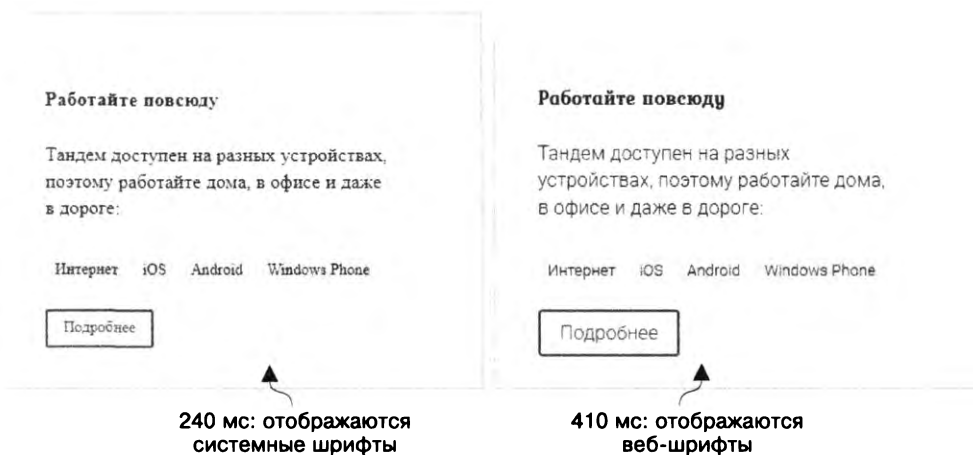 Работайте повсюду
Тандем доступен на разных устройствах,
поэтому работайте дома, в офисе и даже
в дороге:
Интернет iOS Android Windows Phone
Подробнее
240 мс: отображаются
системные шрифты
Работайте повсюду
Тандем доступен на разных
устройствах, поэтому работайте дома,
в офисе и даже в дороге:
Интернет iOS Android Windows Phone
Подробнее
410 мс: отображаются
веб-шрифты